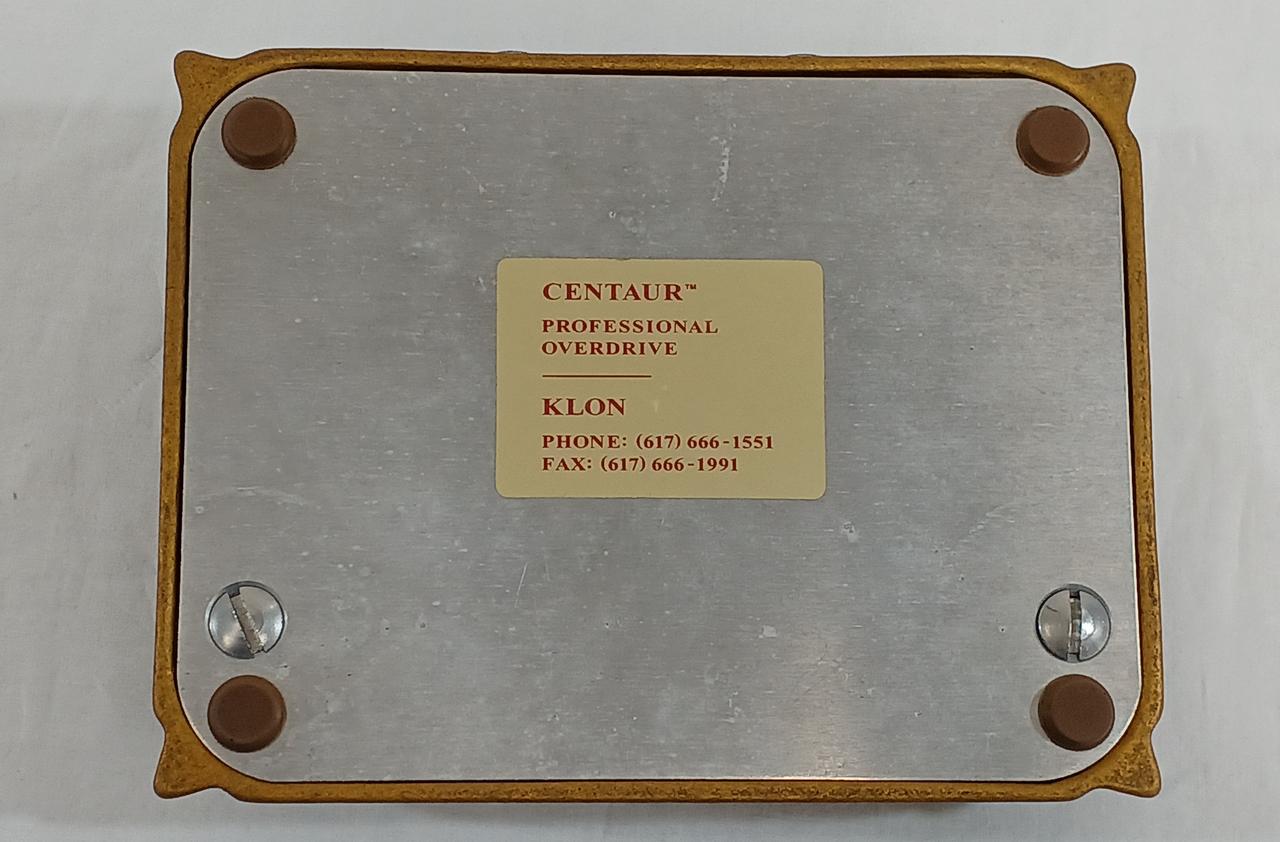 CENTAUR™
PROFESSIONAL
OVERDRIVE
KLON
PHONE: (617) 666-1551
FAX: (617) 666-1991